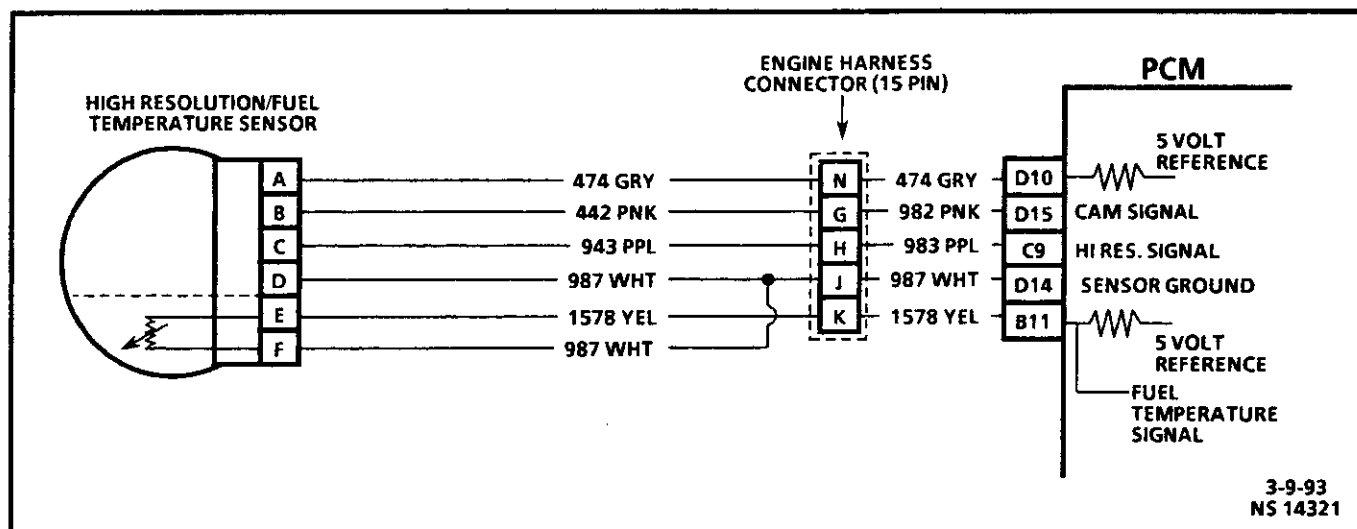 HIGH RESOLUTION/FUEL
TEMPERATURE SENSOR
ENGINE HARNESS
CONNECTOR (15 PIN)
PCM
5 VOLT
REFERENCE
A 474 GRY N 474 GRY D10
B 442 PNK G 982 PNK D15 CAM SIGNAL
C 943 PPL H 983 PPL C9 HI RES. SIGNAL
D 987 WHT J 987 WHT D14 SENSOR GROUND
E 1578 YEL K 1578 YEL B11
F 987 WHT
5 VOLT
REFERENCE
FUEL
TEMPERATURE
SIGNAL
3-9-93
NS 14321